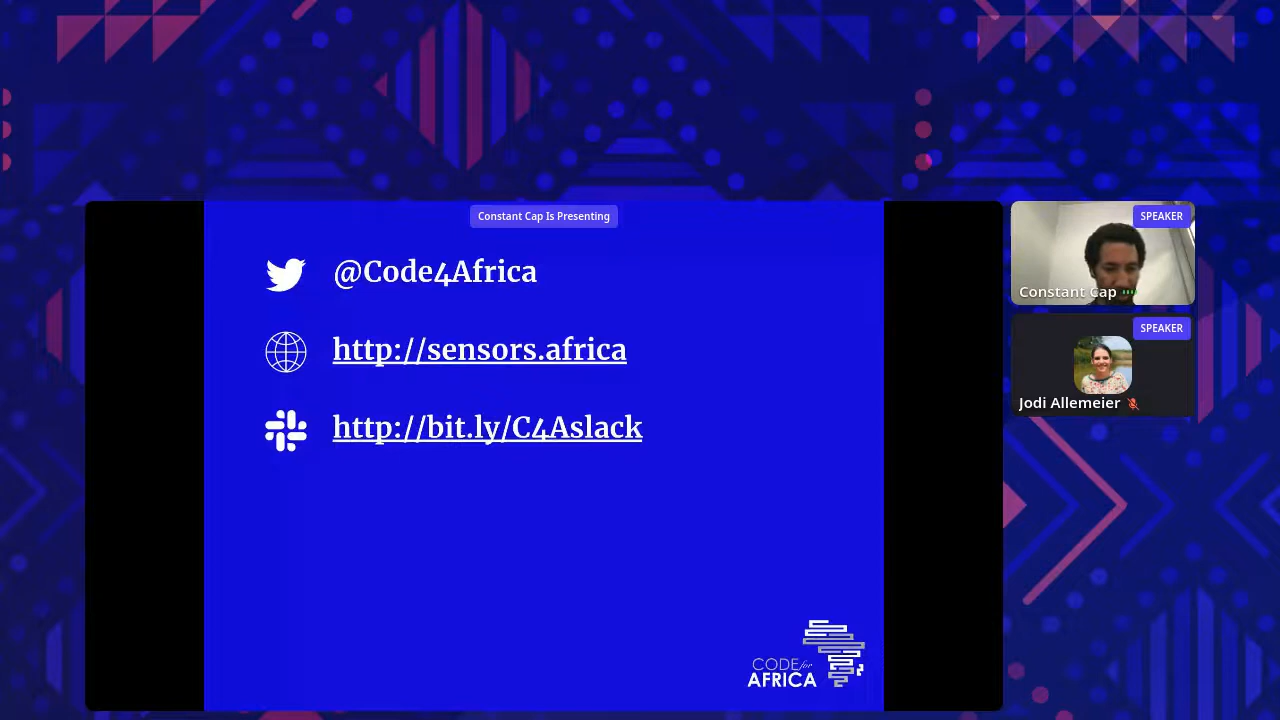 Constant Cap Is Presenting
@Code4Africa
http://sensors.africa
http://bit.ly/C4Aslack
CODE for
AFRICA
SPEAKER
Constant Cap
SPEAKER
Jodi Allemeier